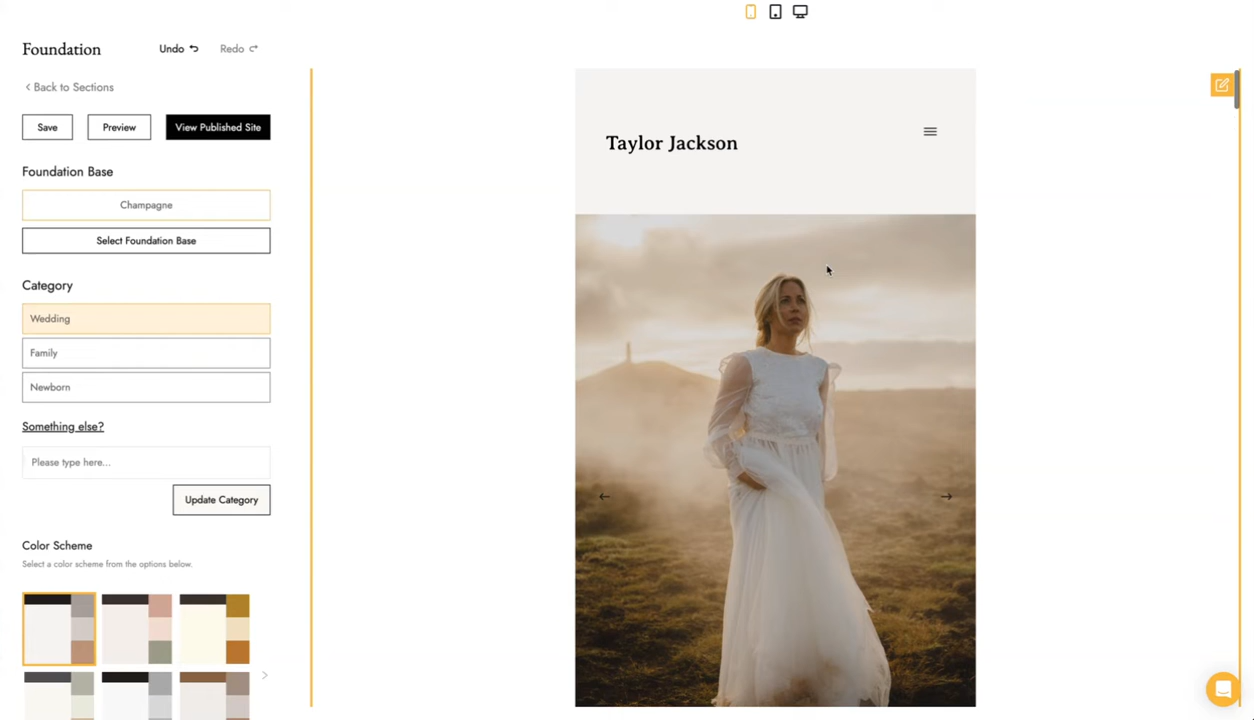 Foundation
Undo
Redo
Back to Sections
Save
Preview
View Published Site
Foundation Base
Champagne
Select Foundation Base
Category
Wedding
Family
Newborn
Something else?
Please type here...
Update Category
Color Scheme
Select a color scheme from the options below.
Taylor Jackson